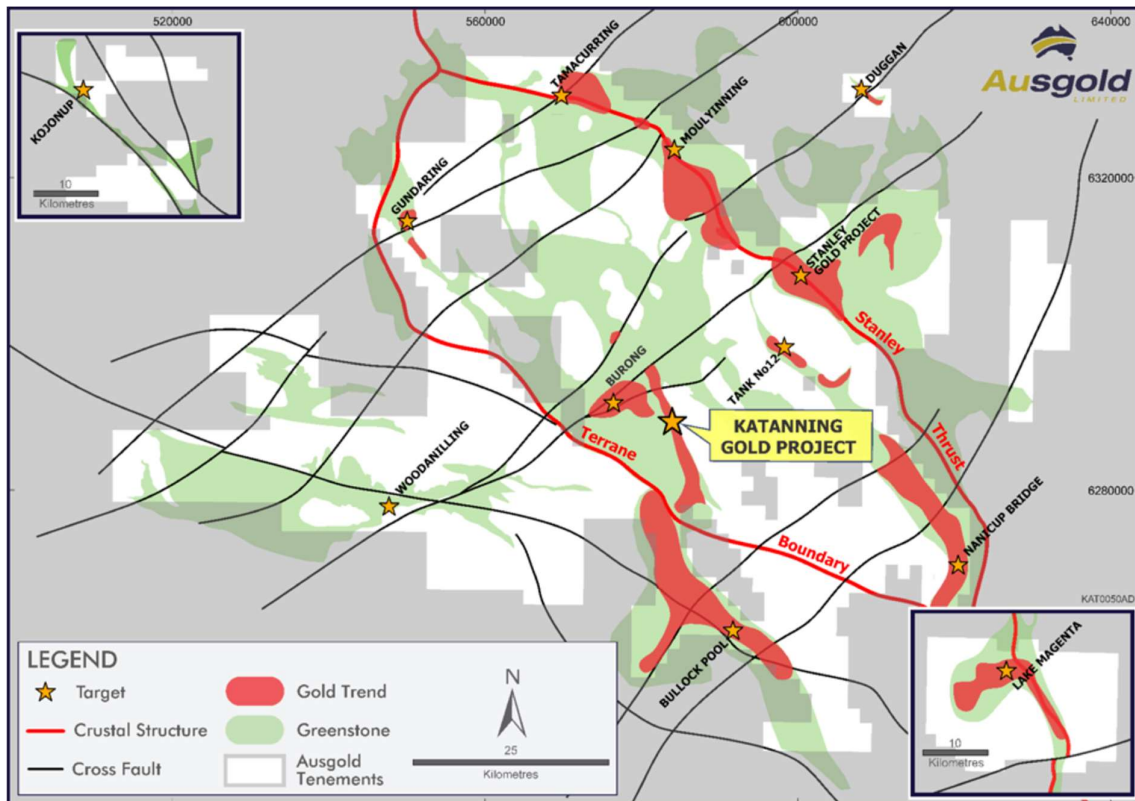 520000
560000
600000
640000
TAMACURRING
DUGGAN
Ausgold
LIMITED
KOJONUP
10
Kilometres
MOULYINNING
6320000
GUNDARING
STANLEY
GOLD PROJECT
Stanley
BURONG
TANK No12
KATANNING
GOLD PROJECT
Terrane
Thrust
WOODANILLING
6280000
NANICUP BRIDGE
Boundary
KAT0050AD
BULLOCK POOL
LAKE MAGENTA
10
Kilometres
LEGEND
Target
Gold Trend
N
Crustal Structure
Greenstone
25
Kilometres
Cross Fault
Ausgold
Tenements